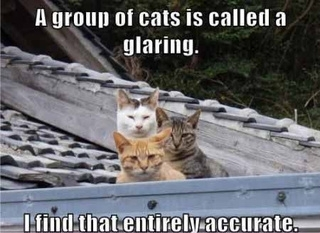 A group of cats is called a
glaring.
I find that entirely accurate.